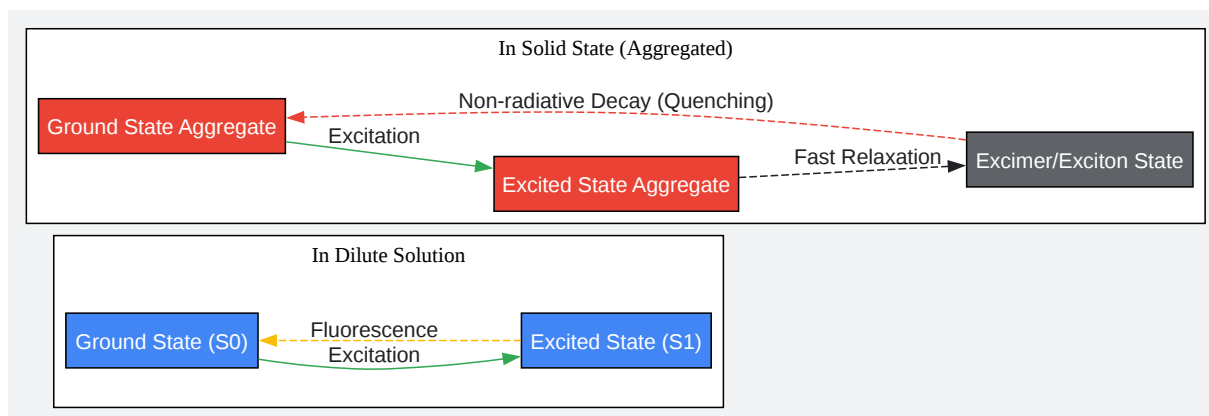 In Solid State (Aggregated)
Non-radiative Decay (Quenching)
Ground State Aggregate
Excitation
Fast Relaxation
Excimer/Exciton State
Excited State Aggregate
In Dilute Solution
Fluorescence
Ground State (S0)
Excited State (S1)
Excitation